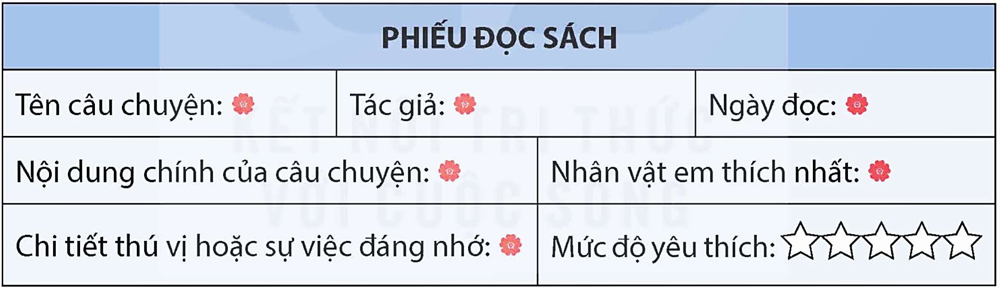 PHIẾU ĐỌC SÁCH
Tên câu chuyện:
Tác giả:
Ngày đọc:
KẾT NỐI TRI THỨC
Nội dung chính của câu chuyện:
Nhân vật em thích nhất:
VỚI CUỘC SỐNG
Chi tiết thú vị hoặc sự việc đáng nhớ:
Mức độ yêu thích: